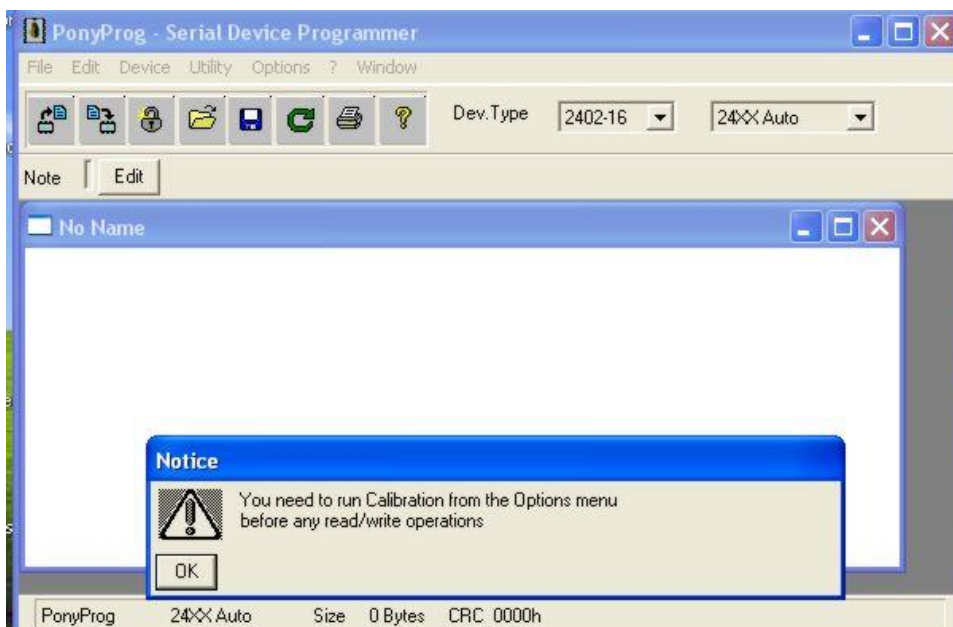 PonyProg - Serial Device Programmer
File Edit Device Utility Options ? Window
Dev.Type 2402-16 24XX Auto
Note Edit
No Name
Notice
You need to run Calibration from the Options menu
before any read/write operations
OK
PonyProg 24XX Auto Size 0 Bytes CRC 0000h